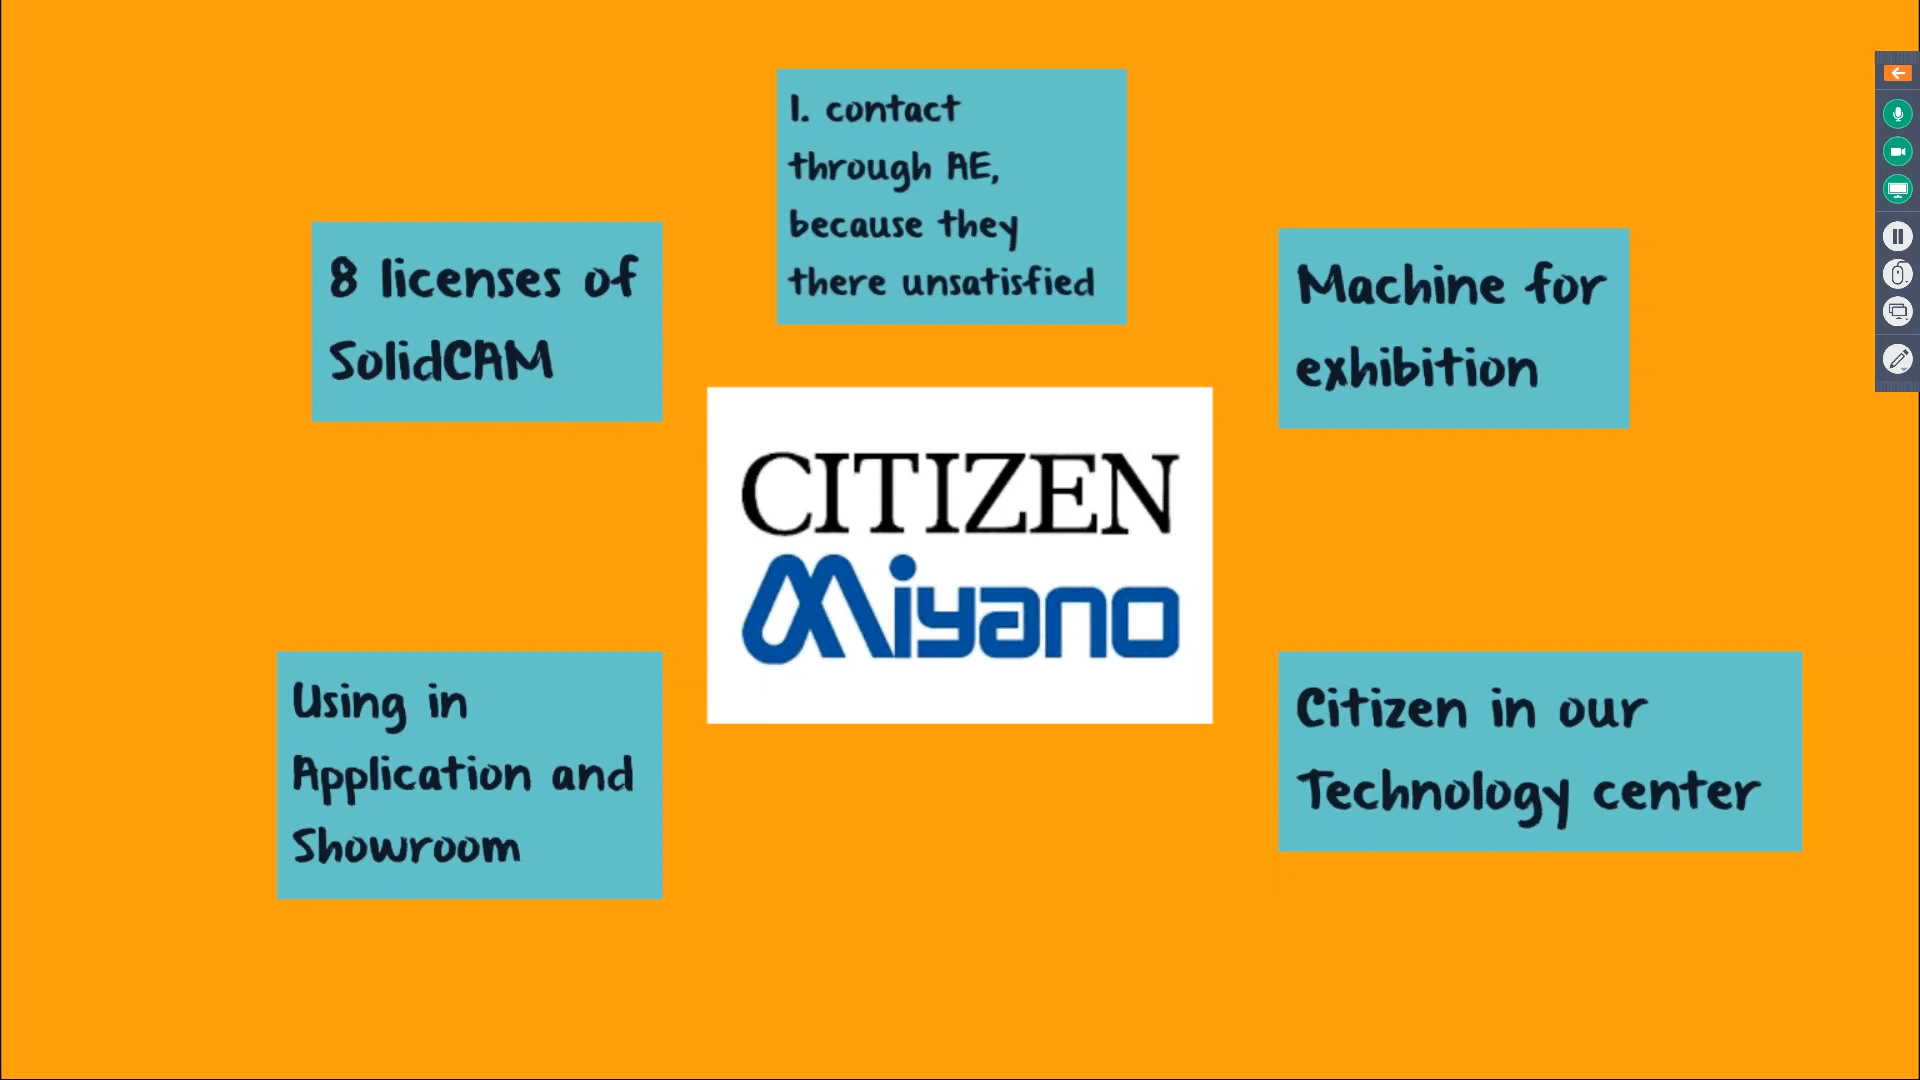 1. contact
through AE,
because they
there unsatisfied
8 licenses of
SolidCAM
Machine for
exhibition
CITIZEN
Miyano
Using in
Application and
Showroom
Citizen in our
Technology center